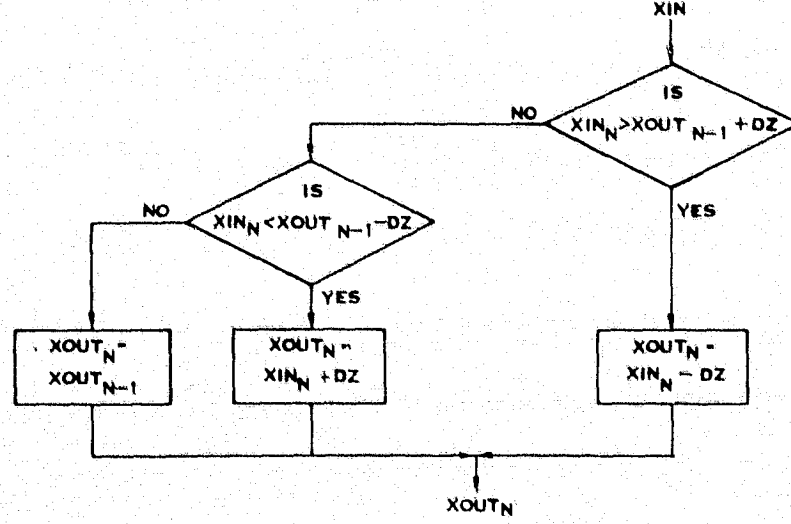 XIN
IS
XIN_N > XOUT_N-1 + DZ
NO
YES
IS
XIN_N < XOUT_N-1 - DZ
NO
YES
XOUT_N =
XOUT_N-1
XOUT_N =
XIN_N + DZ
XOUT_N =
XIN_N - DZ
XOUT_N